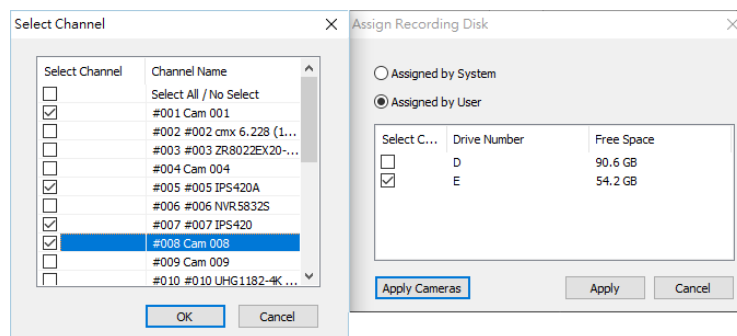 Select Channel
Select Channel Channel Name
Select All / No Select
#001 Cam 001
#002 #002 cmx 6.228 (1...
#003 #003 ZR8022EX20-...
#004 Cam 004
#005 #005 IPS420A
#006 #006 NVR5832S
#007 #007 IPS420
#008 Cam 008
#009 Cam 009
#010 #010 UHG1182-4K ...
OK Cancel
Assign Recording Disk
Assigned by System
Assigned by User
Select C... Drive Number Free Space
D 90.6 GB
E 54.2 GB
Apply Cameras Apply Cancel